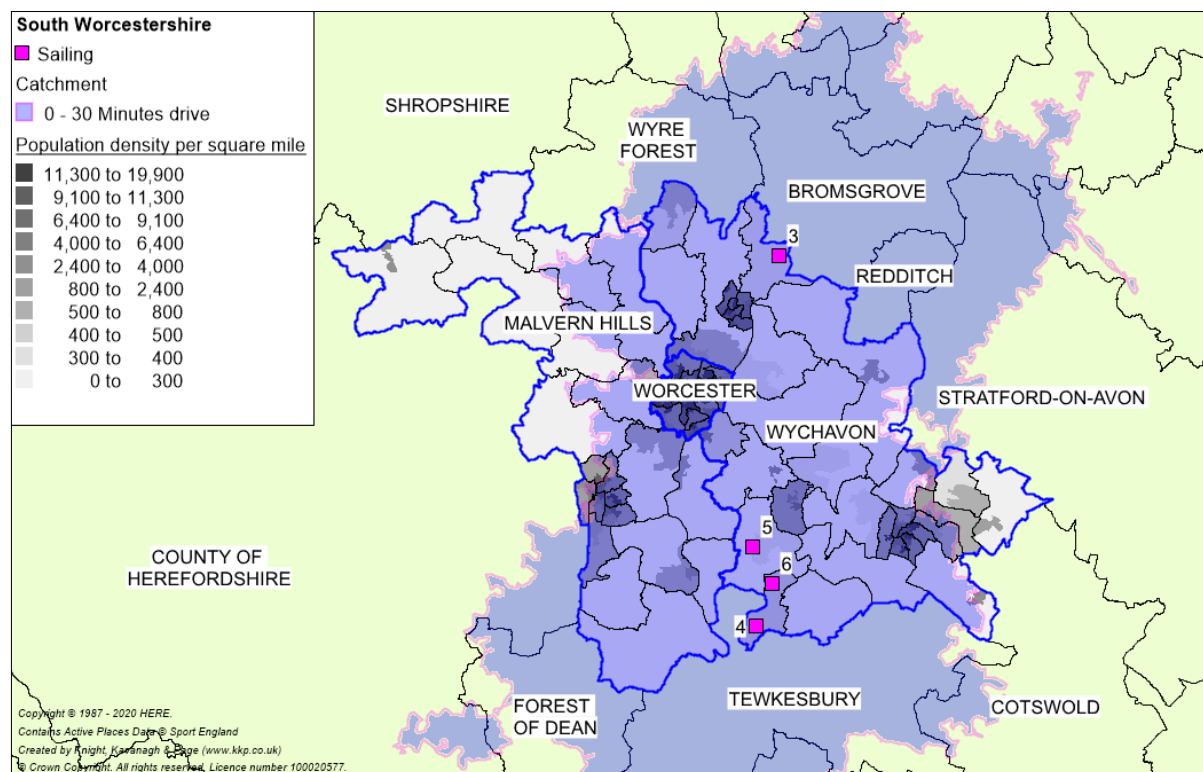 South Worcestershire
Sailing
Catchment
0 - 30 Minutes drive
Population density per square mile
11,300 to 19,900
9,100 to 11,300
6,400 to 9,100
4,000 to 6,400
2,400 to 4,000
800 to 2,400
500 to 800
400 to 500
300 to 400
0 to 300
SHROPSHIRE
WYRE
FOREST
BROMSGROVE
3
REDDITCH
MALVERN HILLS
WORCESTER
STRATFORD-ON-AVON
WYCHAVON
5
COUNTY OF
HEREFORDSHIRE
6
4
TEWKESBURY
FOREST
OF DEAN
COTSWOLD
Copyright © 1987 - 2020 HERE.
Contains Active Places Data © Sport England
Created by Knight, Kavanagh & Page (www.kkp.co.uk)
© Crown Copyright. All rights reserved. Licence number 100020577.